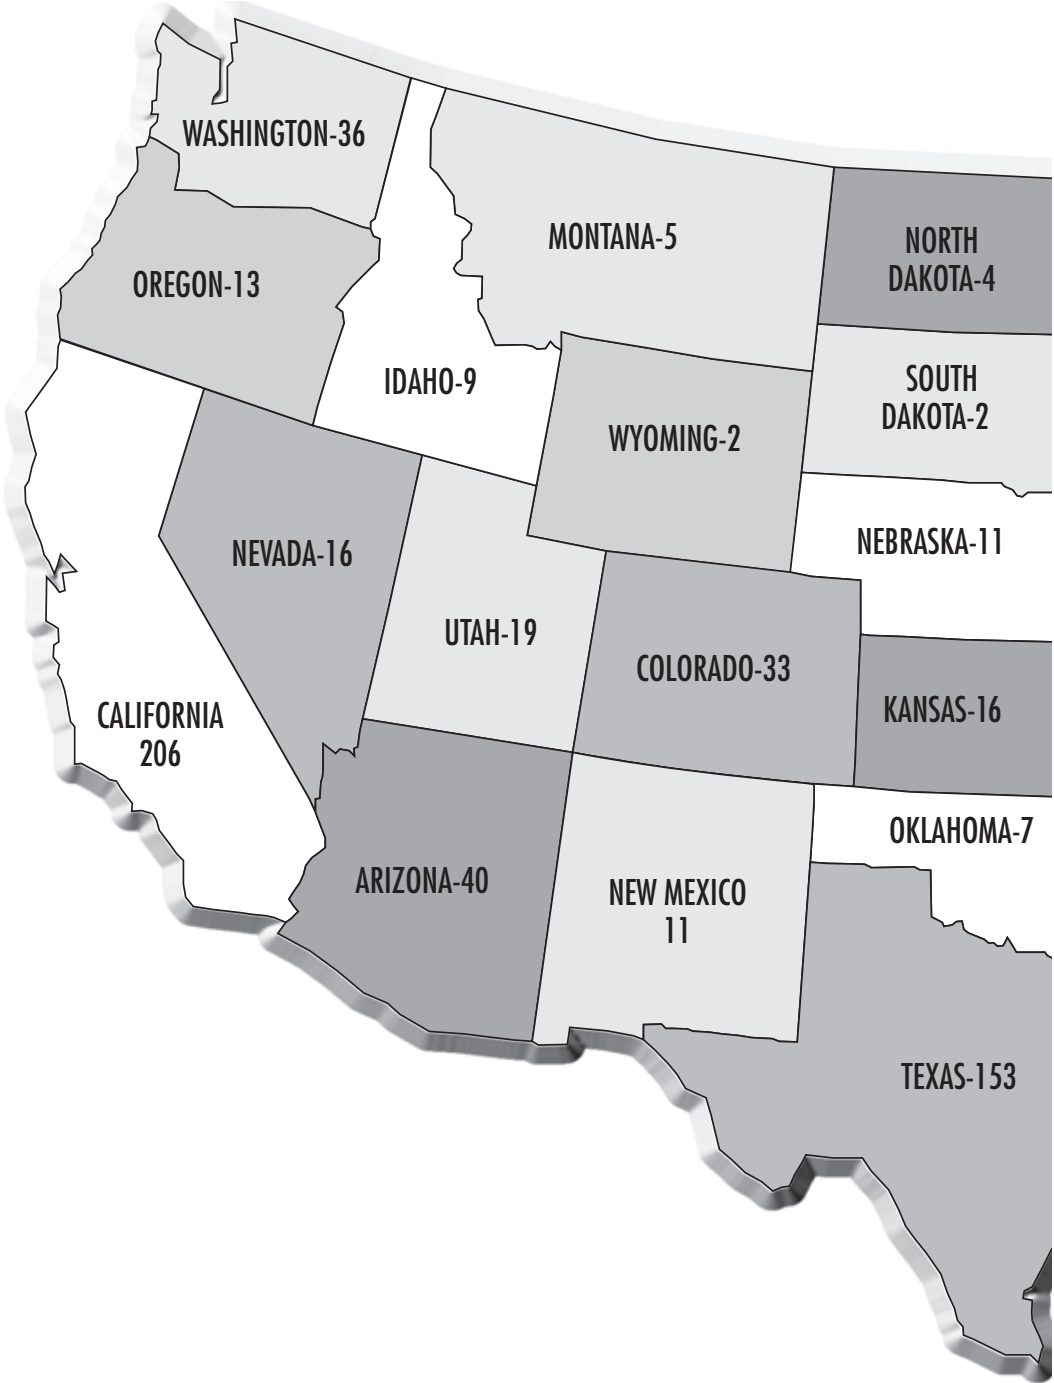 WASHINGTON-36
MONTANA-5
NORTH
DAKOTA-4
OREGON-13
IDAHO-9
SOUTH
DAKOTA-2
WYOMING-2
NEBRASKA-11
NEVADA-16
UTAH-19
COLORADO-33
KANSAS-16
CALIFORNIA
206
OKLAHOMA-7
ARIZONA-40
NEW MEXICO
11
TEXAS-153